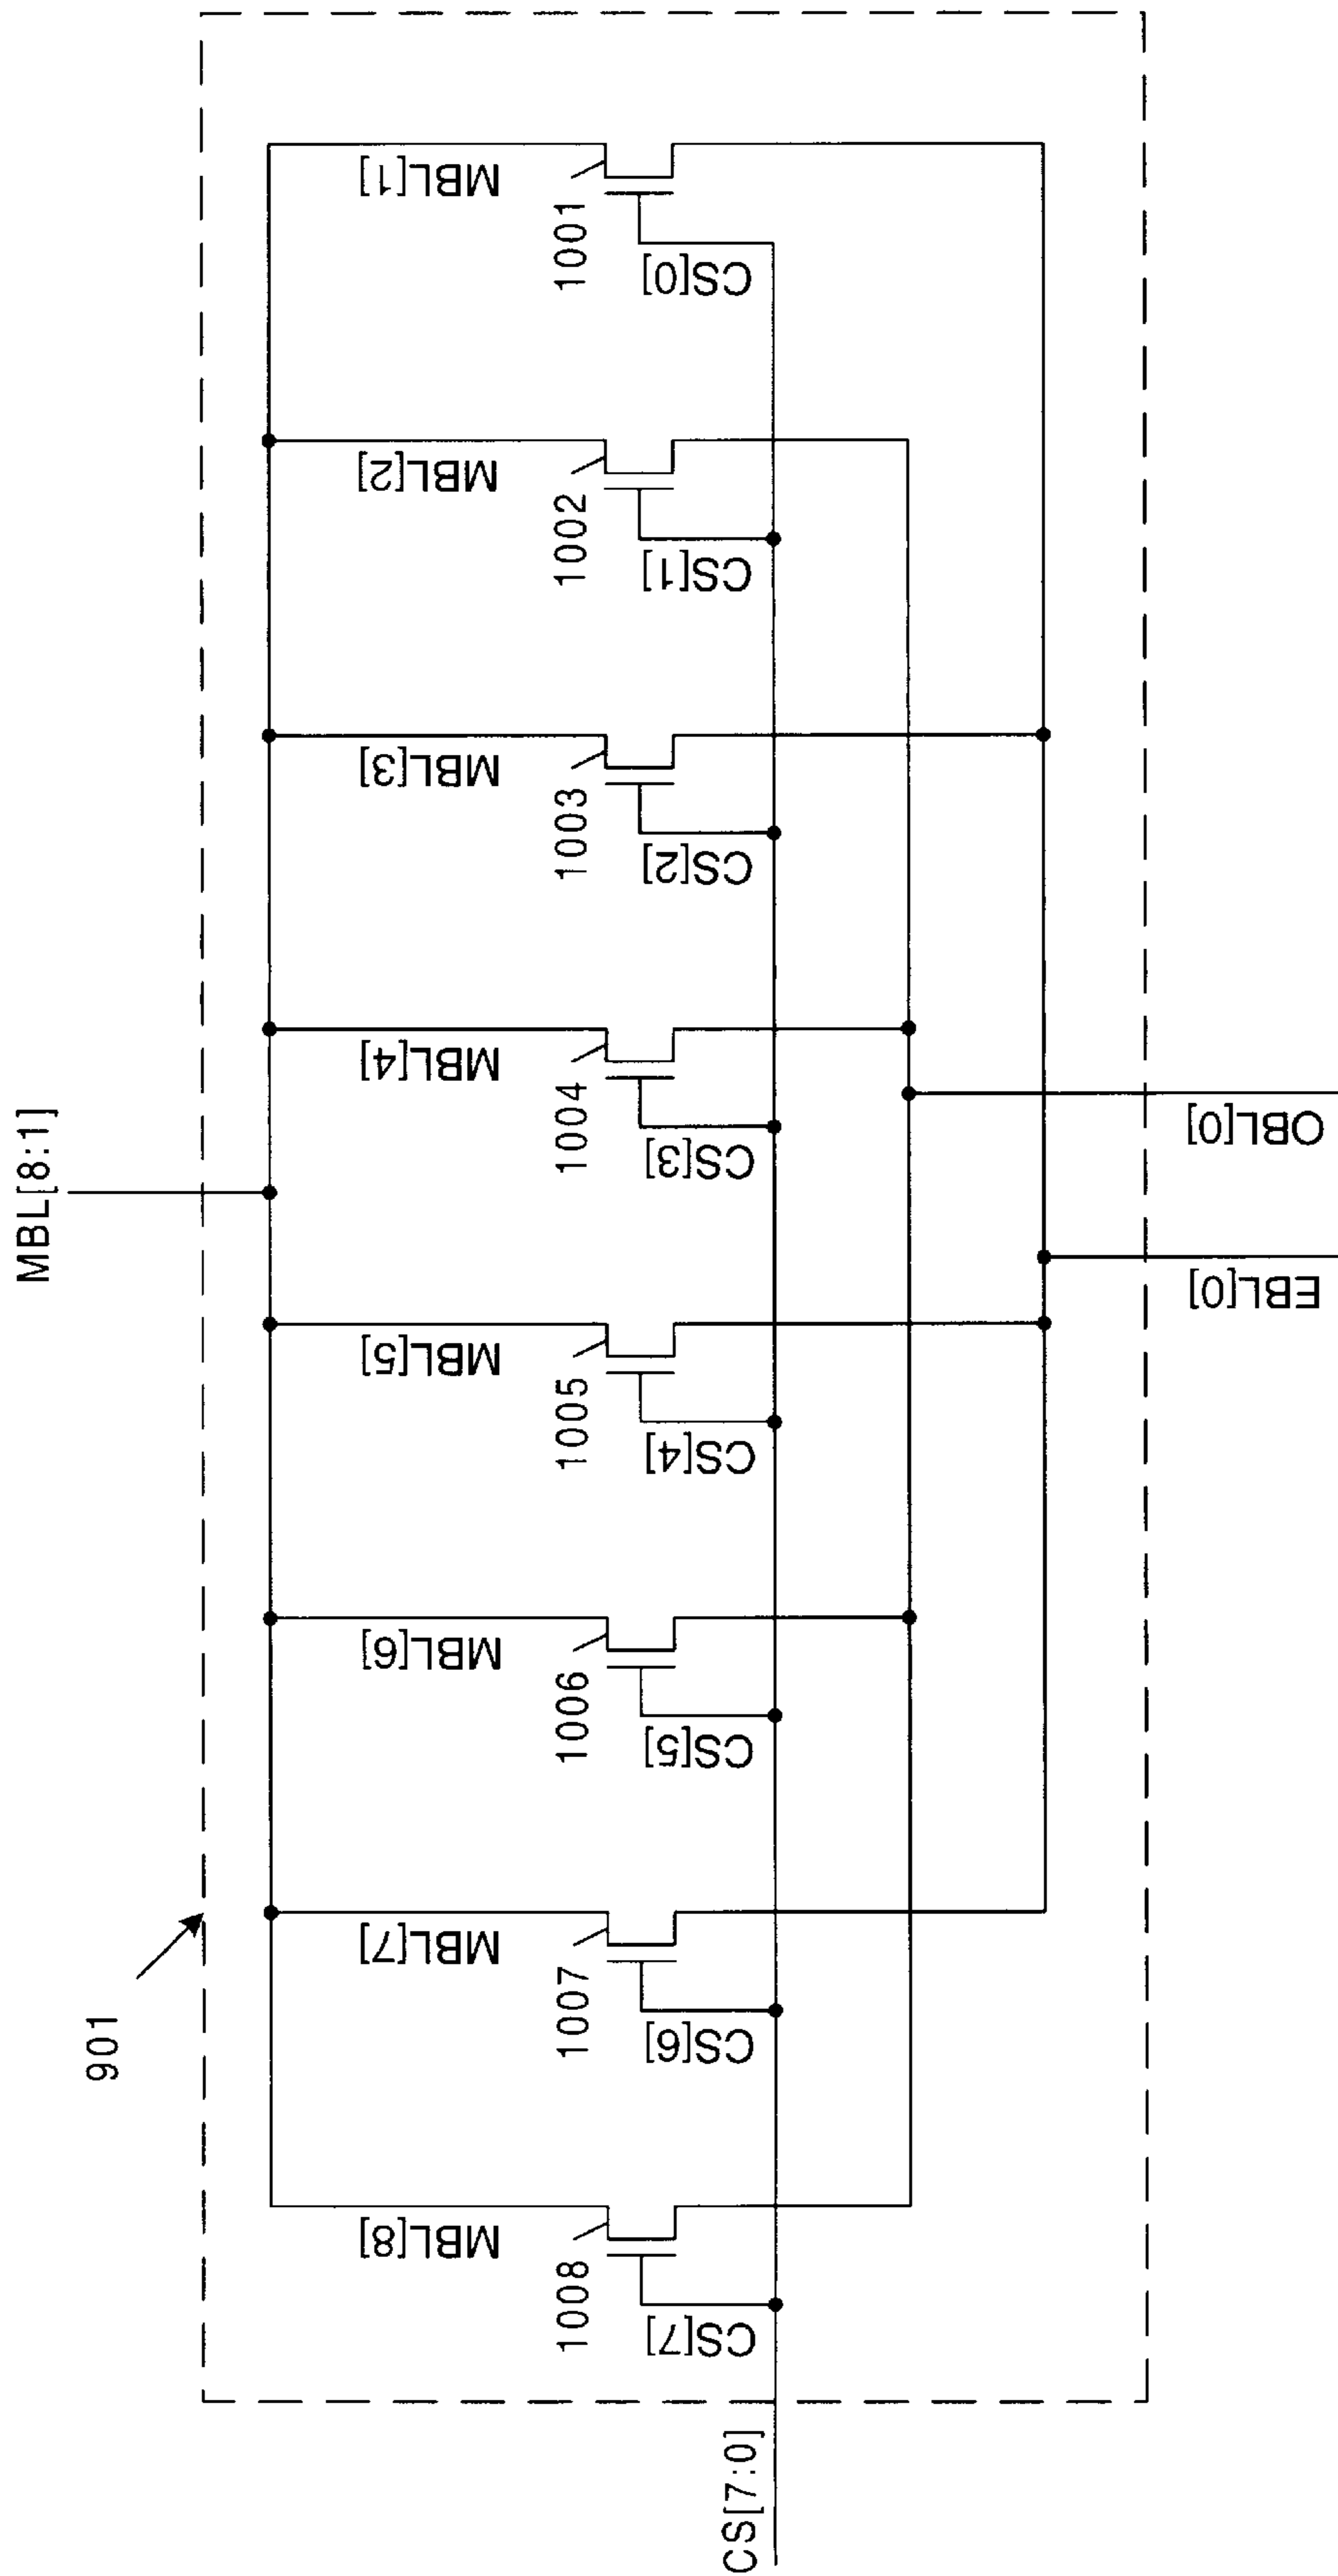 901
MBL[8:1]
MBL[8]
MBL[7]
MBL[6]
MBL[5]
MBL[4]
MBL[3]
MBL[2]
MBL[1]
1008
1007
1006
1005
1004
1003
1002
1001
CS[7]
CS[6]
CS[5]
CS[4]
CS[3]
CS[2]
CS[1]
CS[0]
CS[7:0]
EBL[0]
OBL[0]